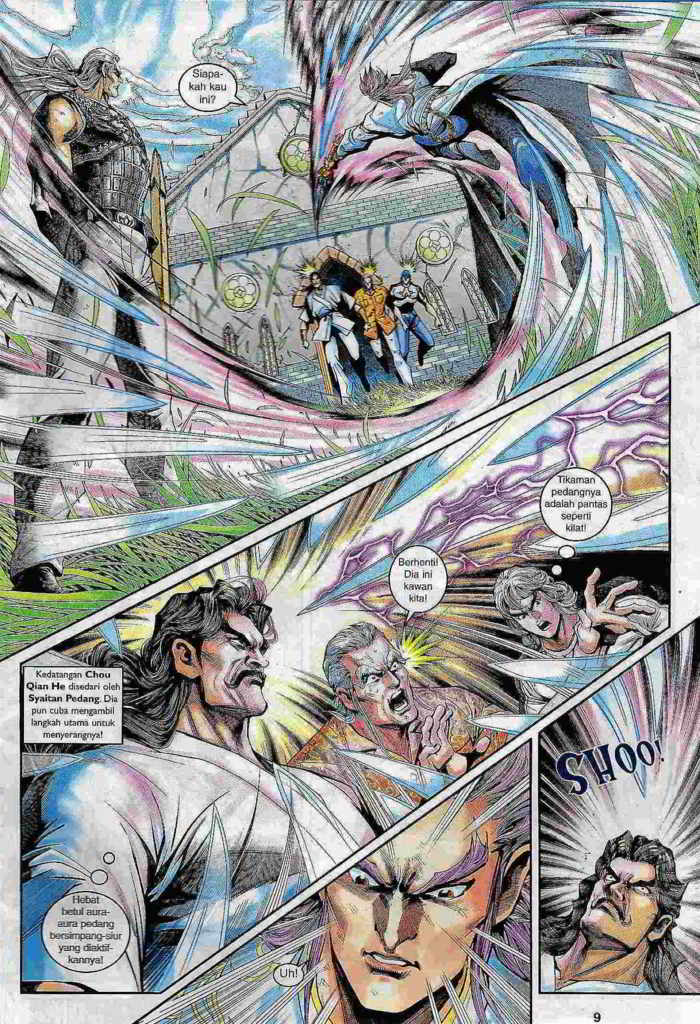 Siapa-
kah kau
ini?
Tikaman
pedangnya
adalah pantas
seperti
kilat!
Berhenti!
Dia ini
kawan
kita!
Kedatangan Chou
Qian He disedari oleh
Syaitan Pedang. Dia
pun cuba mengambil
langkah utama untuk
menyerangnya!
SHOO!
Hebat
betul aura-
aura pedang
bersimpang-siur
yang diaktif-
kannya!
Uh!
9